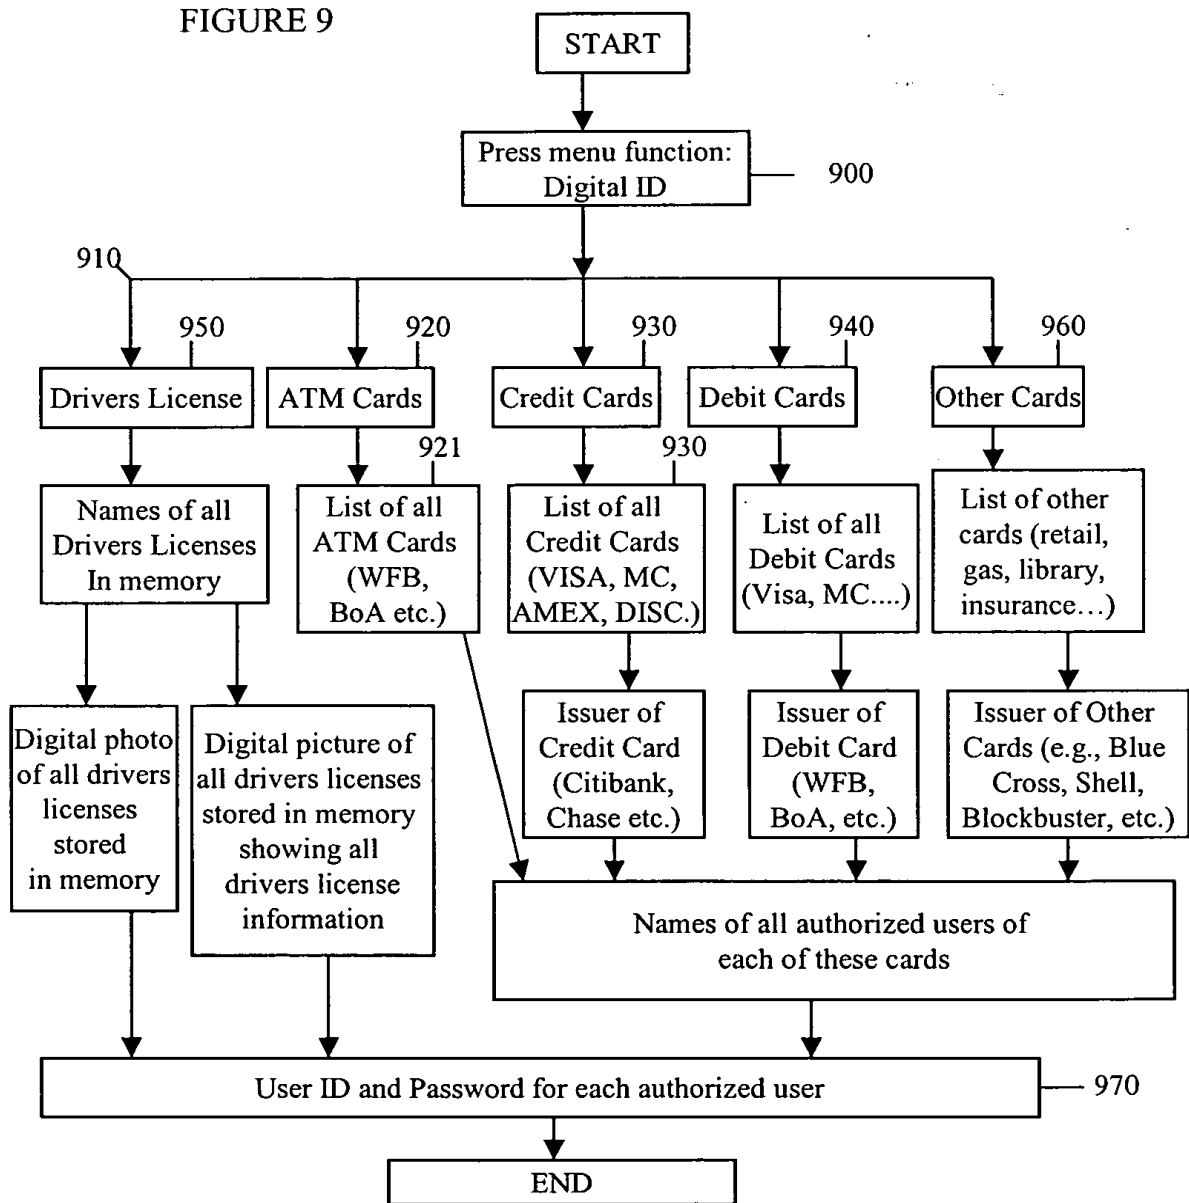 FIGURE 9
START
Press menu function:
Digital ID
900
910
950
920
930
940
960
Drivers License
ATM Cards
Credit Cards
Debit Cards
Other Cards
921
930
Names of all
Drivers Licenses
In memory
List of all
ATM Cards
(WFB,
BoA etc.)
List of all
Credit Cards
(VISA, MC,
AMEX, DISC.)
List of all
Debit Cards
(Visa, MC....)
List of other
cards (retail,
gas, library,
insurance…)
Digital photo
of all drivers
licenses
stored
in memory
Digital picture of
all drivers licenses
stored in memory
showing all
drivers license
information
Issuer of
Credit Card
(Citibank,
Chase etc.)
Issuer of
Debit Card
(WFB,
BoA, etc.)
Issuer of Other
Cards (e.g., Blue
Cross, Shell,
Blockbuster, etc.)
Names of all authorized users of
each of these cards
User ID and Password for each authorized user
970
END